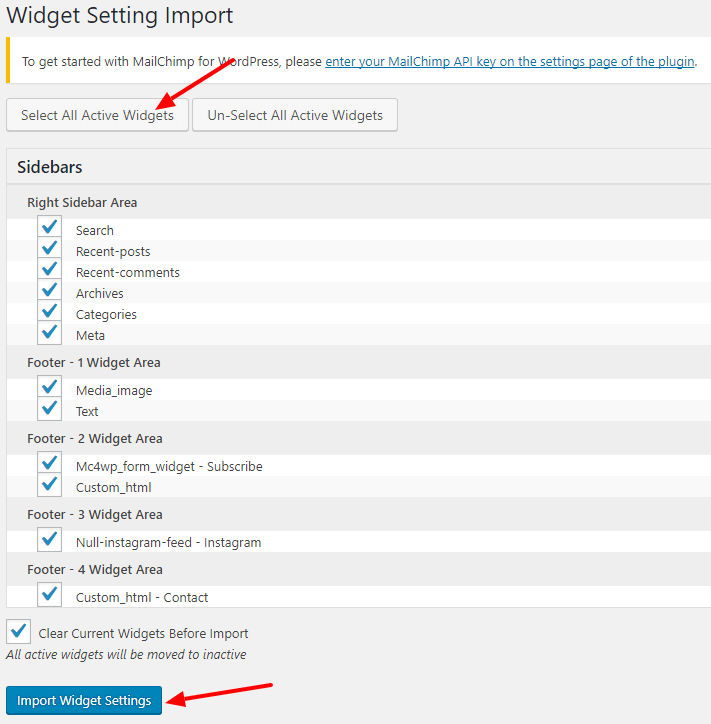 Widget Setting Import
To get started with MailChimp for WordPress, please enter your MailChimp API key on the settings page of the plugin.
Select All Active Widgets
Un-Select All Active Widgets
Sidebars
Right Sidebar Area
Search
Recent-posts
Recent-comments
Archives
Categories
Meta
Footer - 1 Widget Area
Media_image
Text
Footer - 2 Widget Area
Mc4wp_form_widget - Subscribe
Custom_html
Footer - 3 Widget Area
Null-instagram-feed - Instagram
Footer - 4 Widget Area
Custom_html - Contact
Clear Current Widgets Before Import
All active widgets will be moved to inactive
Import Widget Settings